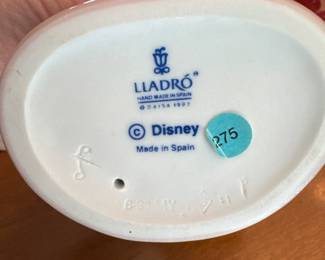 LLADRÓ
HAND MADE IN SPAIN
© Disney
275
Made in Spain